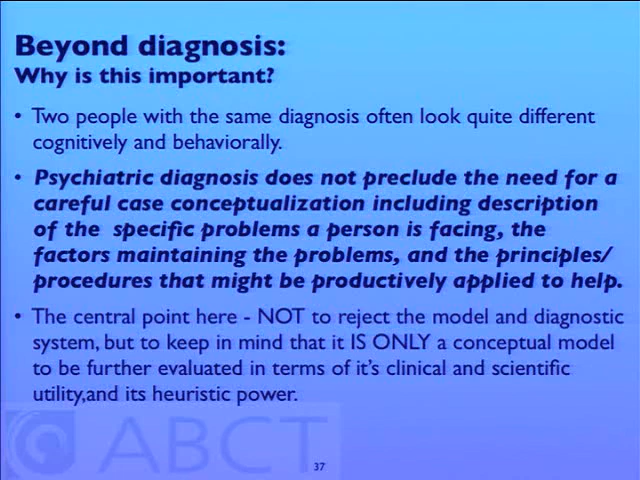 Beyond diagnosis:
Why is this important?
• Two people with the same diagnosis often look quite different
cognitively and behaviorally.
• Psychiatric diagnosis does not preclude the need for a
careful case conceptualization including description
of the specific problems a person is facing, the
factors maintaining the problems, and the principles/
procedures that might be productively applied to help.
• The central point here - NOT to reject the model and diagnostic
system, but to keep in mind that it IS ONLY a conceptual model
to be further evaluated in terms of it's clinical and scientific
utility,and its heuristic power.
ABCT
37